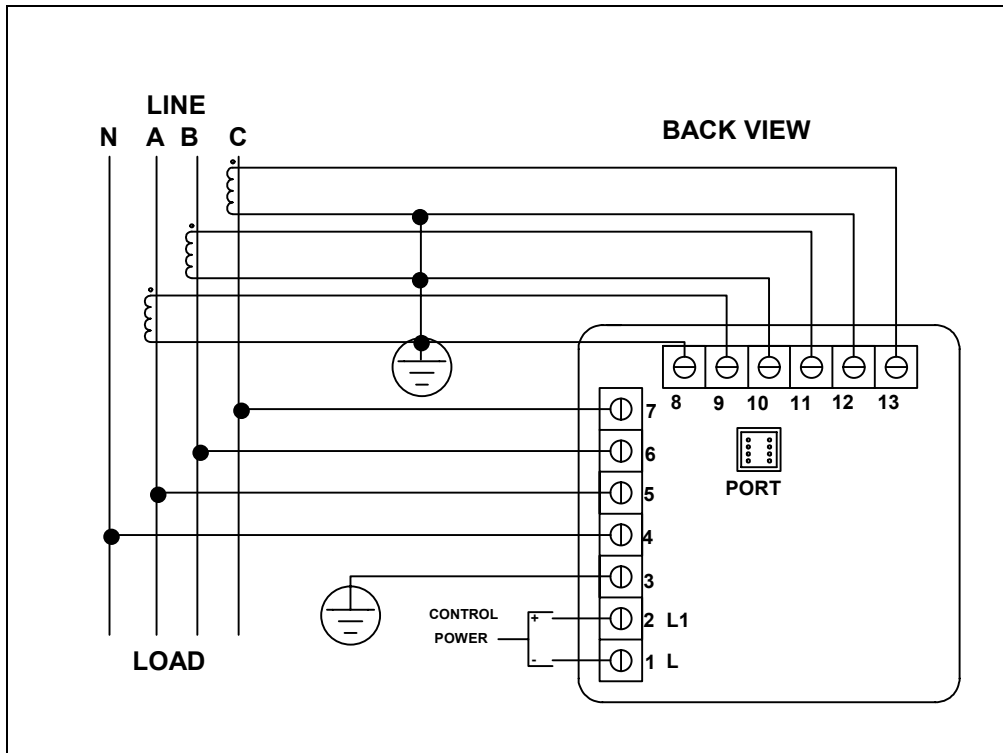 LINE
N A B C
BACK VIEW
8 9 10 11 12 13
7
6
PORT
5
4
3
CONTROL
POWER
+
-
2 L1
1 L
LOAD